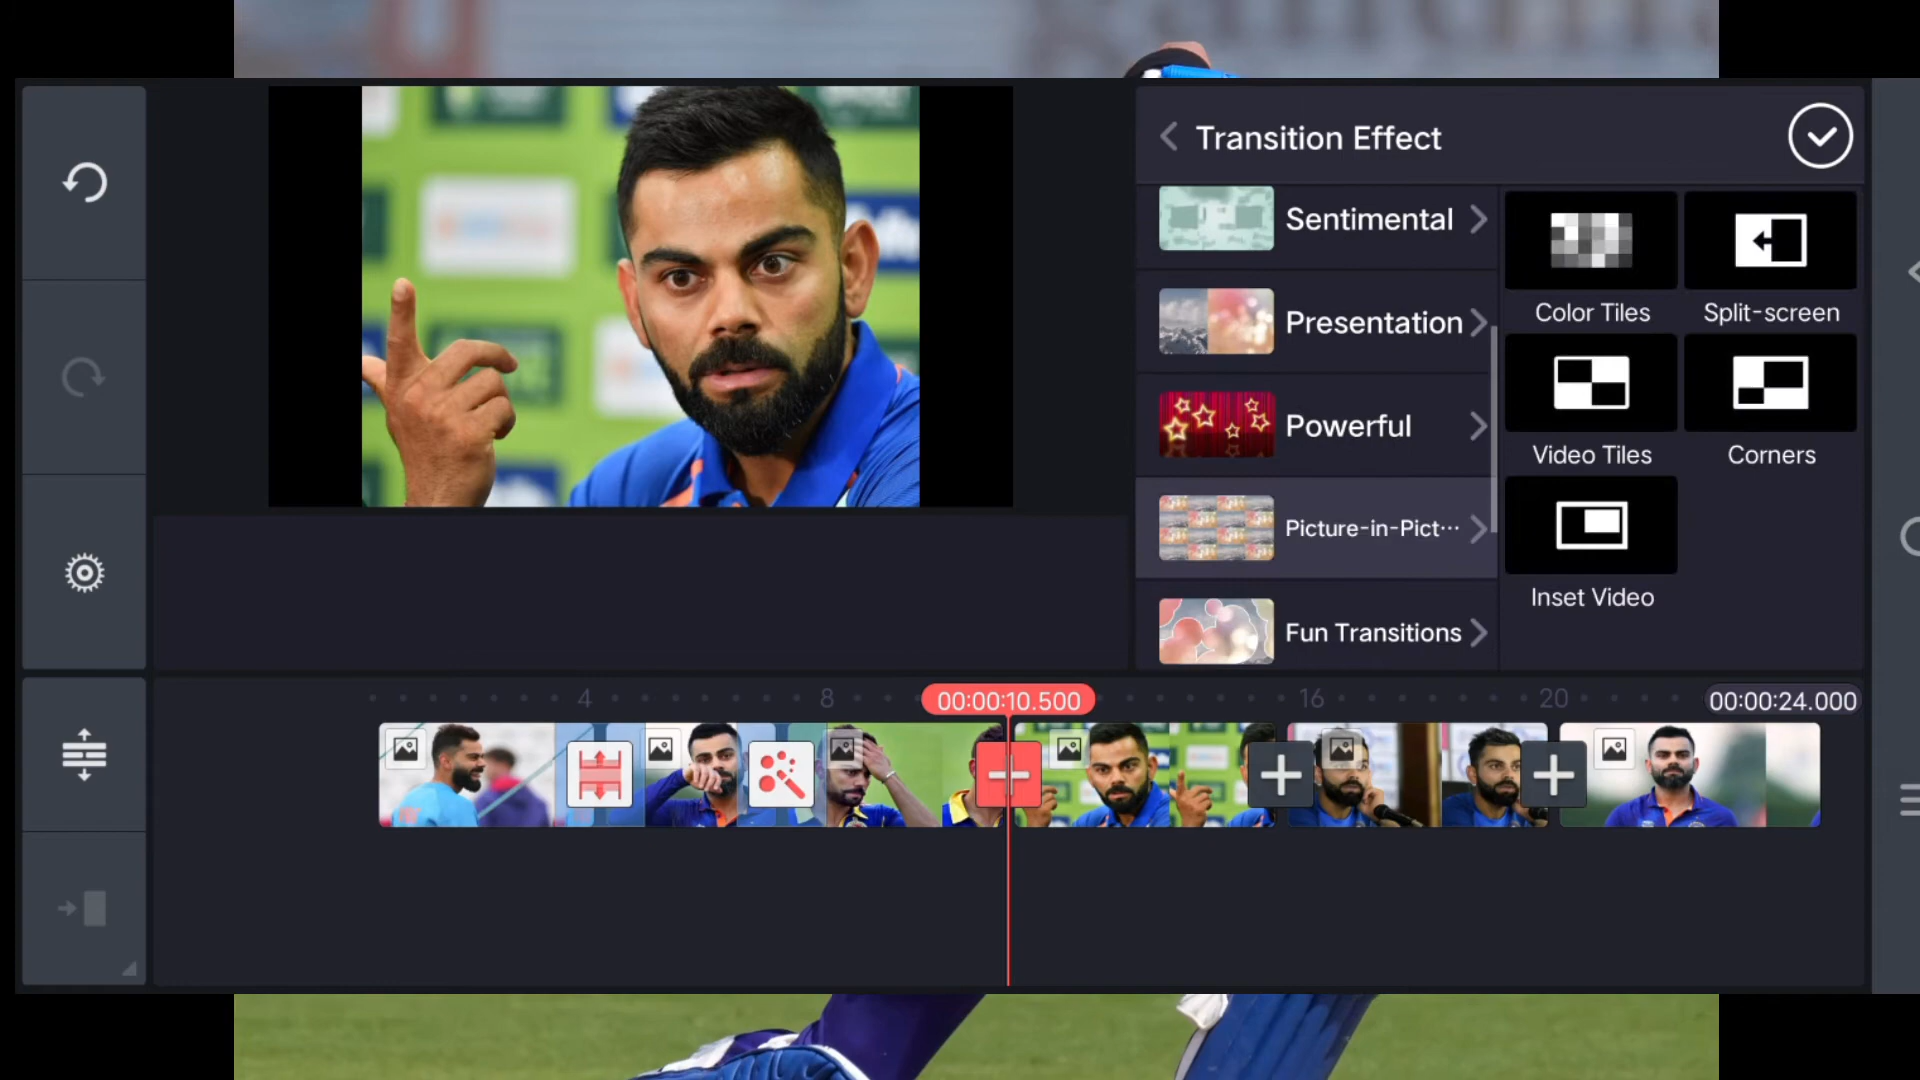 Transition Effect
Sentimental
Presentation
Powerful
Picture-in-Pict···
Fun Transitions
Color Tiles
Split-screen
Video Tiles
Corners
Inset Video
4
8
00:00:10.500
16
20
00:00:24.000